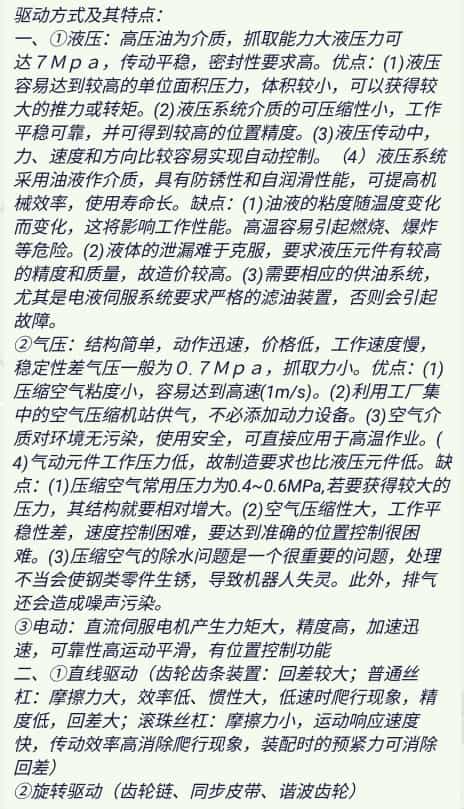 驱动方式及其特点：
一、①液压：高压油为介质，抓取能力大液压力可
达７Ｍｐａ，传动平稳，密封性要求高。优点：(1)液压
容易达到较高的单位面积压力，体积较小，可以获得较
大的推力或转矩。(2)液压系统介质的可压缩性小，工作
平稳可靠，并可得到较高的位置精度。(3)液压传动中，
力、速度和方向比较容易实现自动控制。（4）液压系统
采用油液作介质，具有防锈性和自润滑性能，可提高机
械效率，使用寿命长。缺点：(1)油液的粘度随温度变化
而变化，这将影响工作性能。高温容易引起燃烧、爆炸
等危险。(2)液体的泄漏难于克服，要求液压元件有较高
的精度和质量，故造价较高。(3)需要相应的供油系统，
尤其是电液伺服系统要求严格的滤油装置，否则会引起
故障。
②气压：结构简单，动作迅速，价格低，工作速度慢，
稳定性差气压一般为０.７Ｍｐａ，抓取力小。优点：(1)
压缩空气粘度小，容易达到高速(1m/s)。(2)利用工厂集
中的空气压缩机站供气，不必添加动力设备。(3)空气介
质对环境无污染，使用安全，可直接应用于高温作业。(
4)气动元件工作压力低，故制造要求也比液压元件低。缺
点：(1)压缩空气常用压力为0.4~0.6MPa,若要获得较大的
压力，其结构就要相对增大。(2)空气压缩性大，工作平
稳性差，速度控制困难，要达到准确的位置控制很困
难。(3)压缩空气的除水问题是一个很重要的问题，处理
不当会使钢类零件生锈，导致机器人失灵。此外，排气
还会造成噪声污染。
③电动：直流伺服电机产生力矩大，精度高，加速迅
速，可靠性高运动平滑，有位置控制功能
二、①直线驱动（齿轮齿条装置：回差较大；普通丝
杠：摩擦力大，效率低、惯性大，低速时爬行现象，精
度低，回差大；滚珠丝杠：摩擦力小，运动响应速度
快，传动效率高消除爬行现象，装配时的预紧力可消除
回差）
②旋转驱动（齿轮链、同步皮带、谐波齿轮）